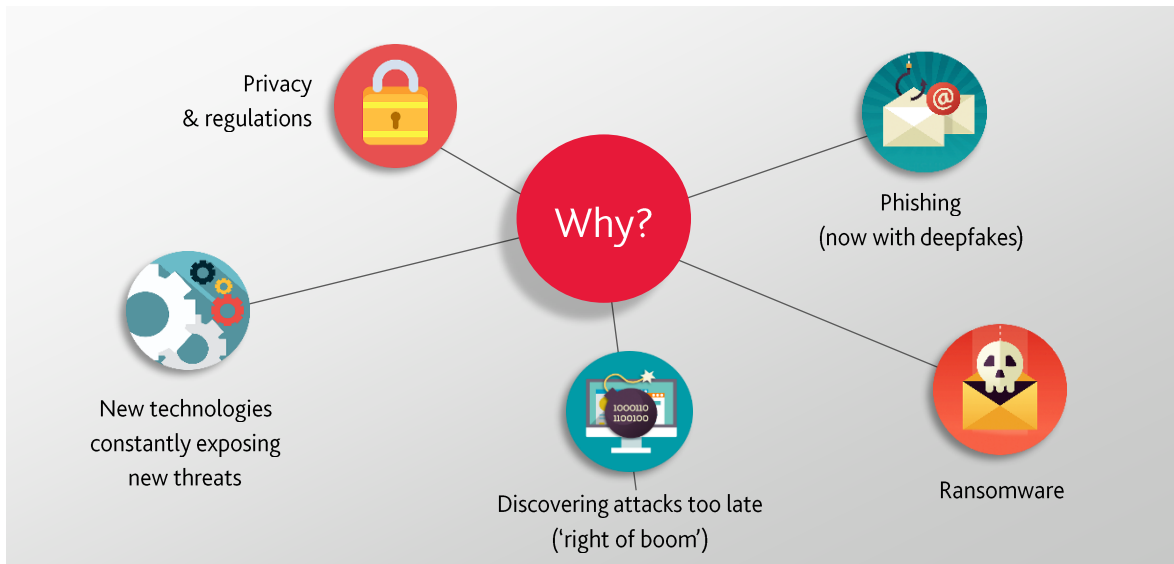 Privacy
& regulations
Why?
@
Phishing
(now with deepfakes)
New technologies
constantly exposing
new threats
1000110
1100100
Discovering attacks too late
(‘right of boom’)
Ransomware